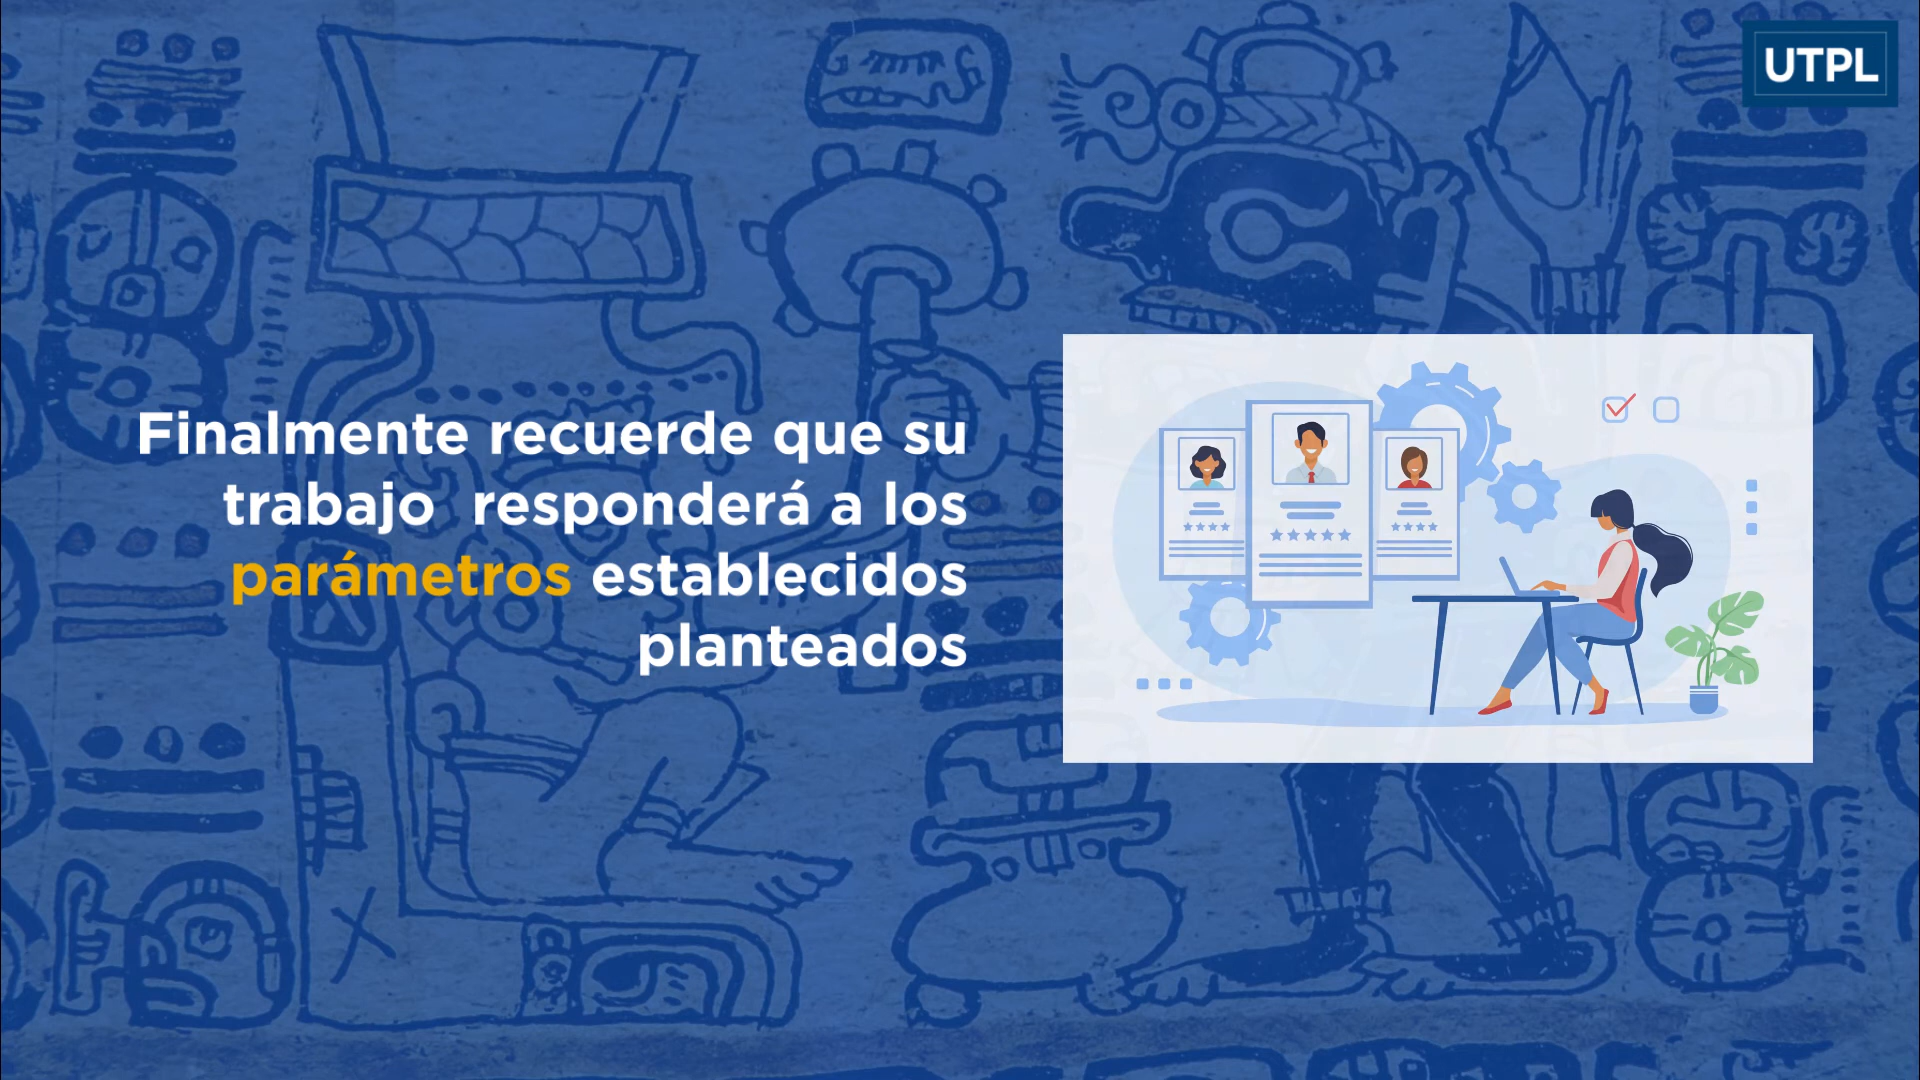 UTPL
Finalmente recuerde que su
trabajo  responderá a los
parámetros establecidos
planteados